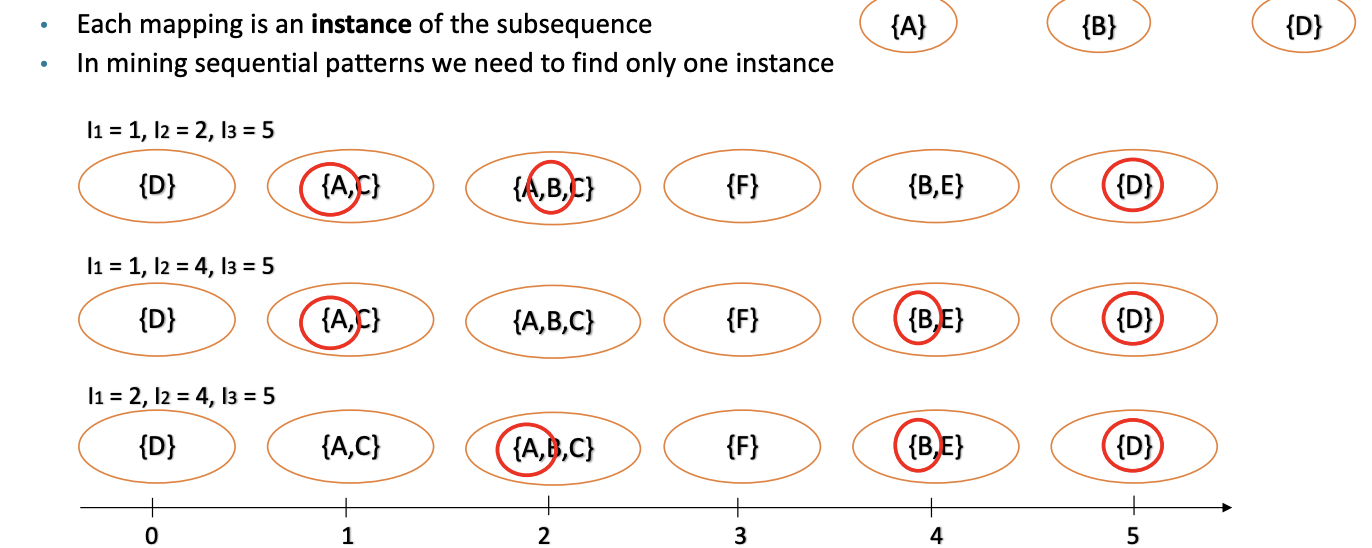 • Each mapping is an instance of the subsequence {A} {B} {D}
• In mining sequential patterns we need to find only one instance
I1 = 1, I2 = 2, I3 = 5
{D} {A,C} {A,B,C} {F} {B,E} {D}
I1 = 1, I2 = 4, I3 = 5
{D} {A,C} {A,B,C} {F} {B,E} {D}
I1 = 2, I2 = 4, I3 = 5
{D} {A,C} {A,B,C} {F} {B,E} {D}
0 1 2 3 4 5